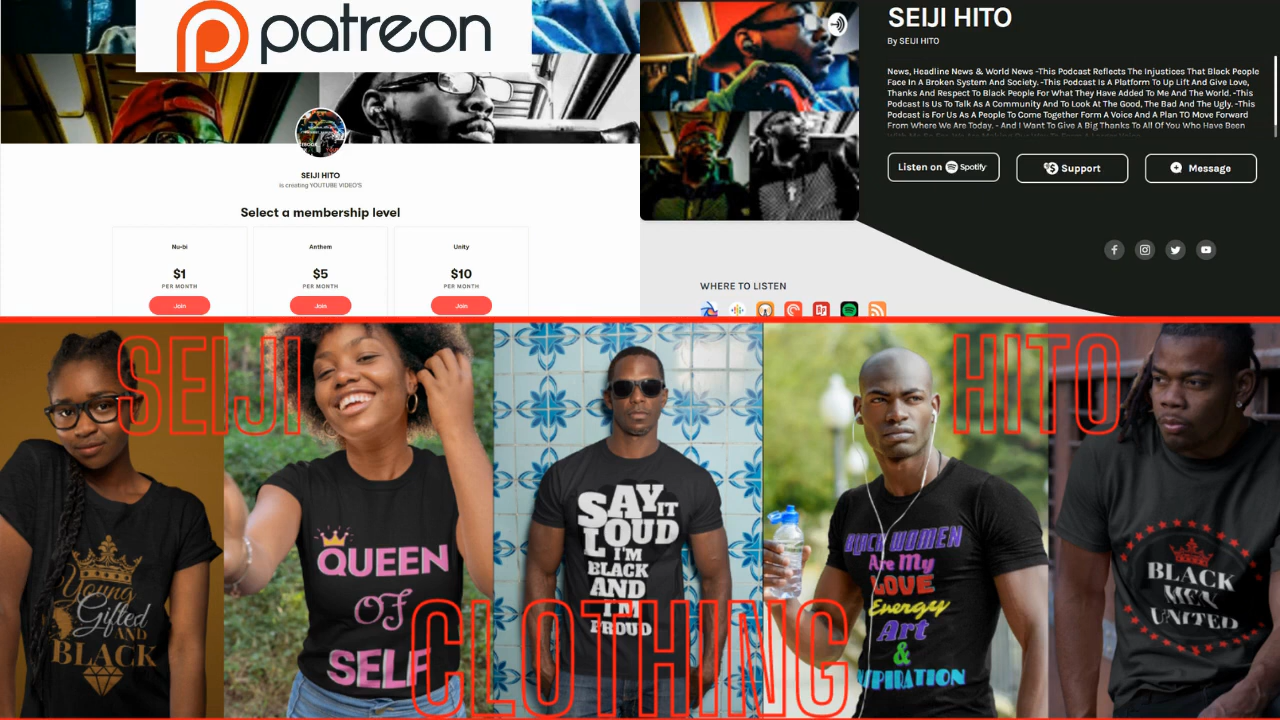 patreon
SEIJI HITO
is creating YOUTUBE VIDEO'S
Select a membership level
Nu-bi
$1
PER MONTH
Join
Anthem
$5
PER MONTH
Join
Unity
$10
PER MONTH
Join
SEIJI HITO
By SEIJI HITO
News, Headline News & World News -This Podcast Reflects The Injustices That Black People
Face In A Broken System And Society. -This Podcast Is A Platform To Up Lift And Give Love,
Thanks And Respect To Black People For What They Have Added To Me And The World. -This
Podcast Is Us To Talk As A Community And To Look At The Good, The Bad And The Ugly. -This
Podcast is For Us As A People To Come Together Form A Voice And A Plan TO Move Forward
From Where We Are Today. - And I Want To Give A Big Thanks To All Of You Who Have Been
Listen on Spotify
Support
Message
WHERE TO LISTEN
SEIJI HITO
CLOTHING
Young
Gifted
AND
BLACK
QUEEN
OF
SELF
SAY IT
LOUD
I'M
BLACK
AND
I'M
PROUD
BLACK WOMEN
Are My
LOVE
Energy
Art
&
INSPIRATION
BLACK
MEN
UNITED